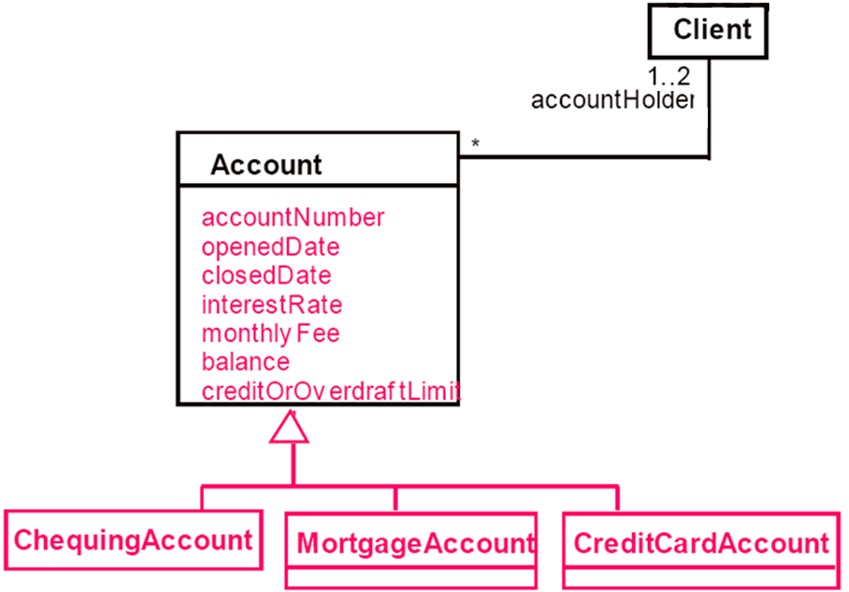 Client
1..2
accountHolder
*
Account
accountNumber
openedDate
closedDate
interestRate
monthlyFee
balance
creditOrOverdraftLimit
ChequingAccount
MortgageAccount
CreditCardAccount